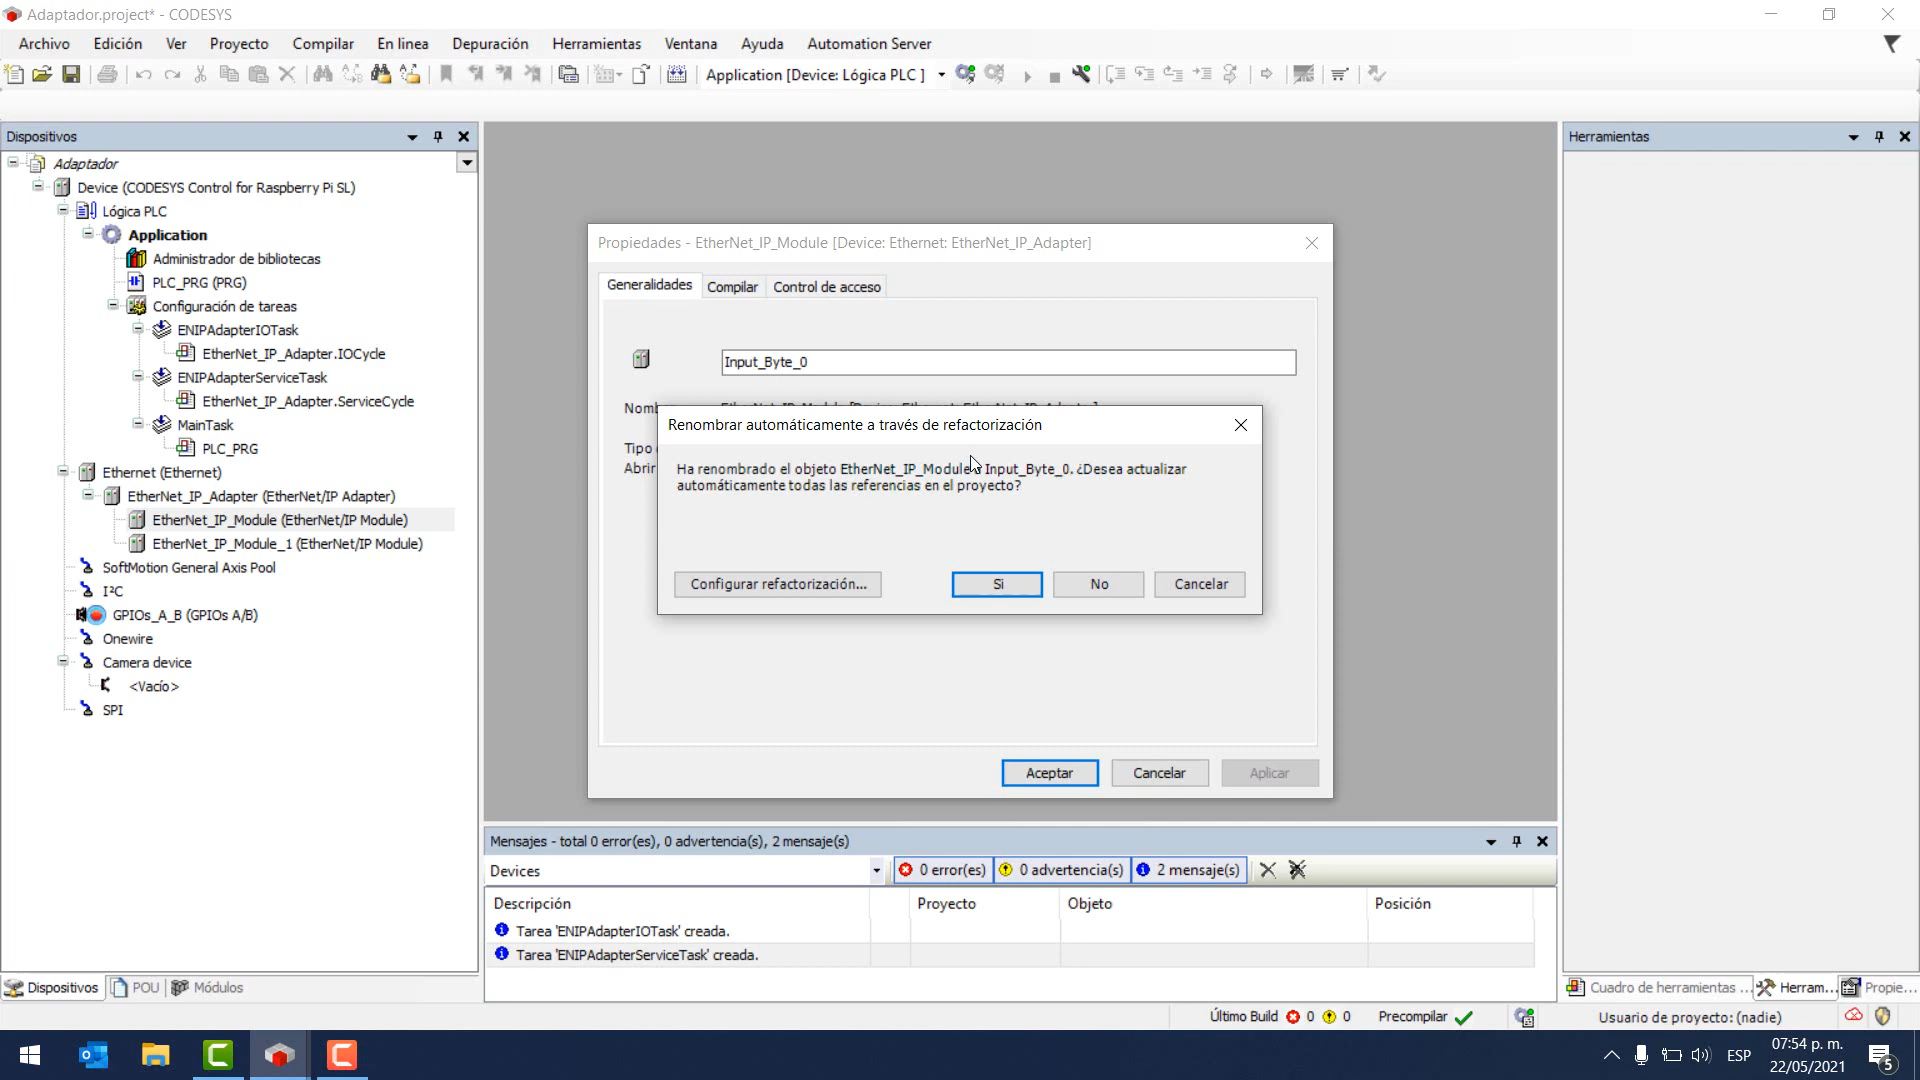 Adaptador.project* - CODESYS
Archivo Edición Ver Proyecto Compilar En linea Depuración Herramientas Ventana Ayuda Automation Server
Application [Device: Lógica PLC ]
Dispositivos
Adaptador
Device (CODESYS Control for Raspberry Pi SL)
Lógica PLC
Application
Administrador de bibliotecas
PLC_PRG (PRG)
Configuración de tareas
ENIPAdapterIOTask
EtherNet_IP_Adapter.IOCycle
ENIPAdapterServiceTask
EtherNet_IP_Adapter.ServiceCycle
MainTask
PLC_PRG
Ethernet (Ethernet)
EtherNet_IP_Adapter (EtherNet/IP Adapter)
EtherNet_IP_Module (EtherNet/IP Module)
EtherNet_IP_Module_1 (EtherNet/IP Module)
SoftMotion General Axis Pool
I²C
GPIOs_A_B (GPIOs A/B)
Onewire
Camera device
<Vacío>
SPI
Dispositivos POU Módulos
Propiedades - EtherNet_IP_Module [Device: Ethernet: EtherNet_IP_Adapter]
Generalidades Compilar Control de acceso
Input_Byte_0
Tipo
Abrir
Renombrar automáticamente a través de refactorización
Ha renombrado el objeto EtherNet_IP_Module Input_Byte_0. ¿Desea actualizar
automáticamente todas las referencias en el proyecto?
Configurar refactorización... Si No Cancelar
Aceptar Cancelar Aplicar
Mensajes - total 0 error(es), 0 advertencia(s), 2 mensaje(s)
Devices 0 error(es) 0 advertencia(s) 2 mensaje(s)
Descripción Proyecto Objeto Posición
Tarea 'ENIPAdapterIOTask' creada.
Tarea 'ENIPAdapterServiceTask' creada.
Herramientas
Cuadro de herramientas ... Herram... Propie...
Último Build 0 0 Precompilar Usuario de proyecto: (nadie)
ESP
07:54 p. m.
22/05/2021
5